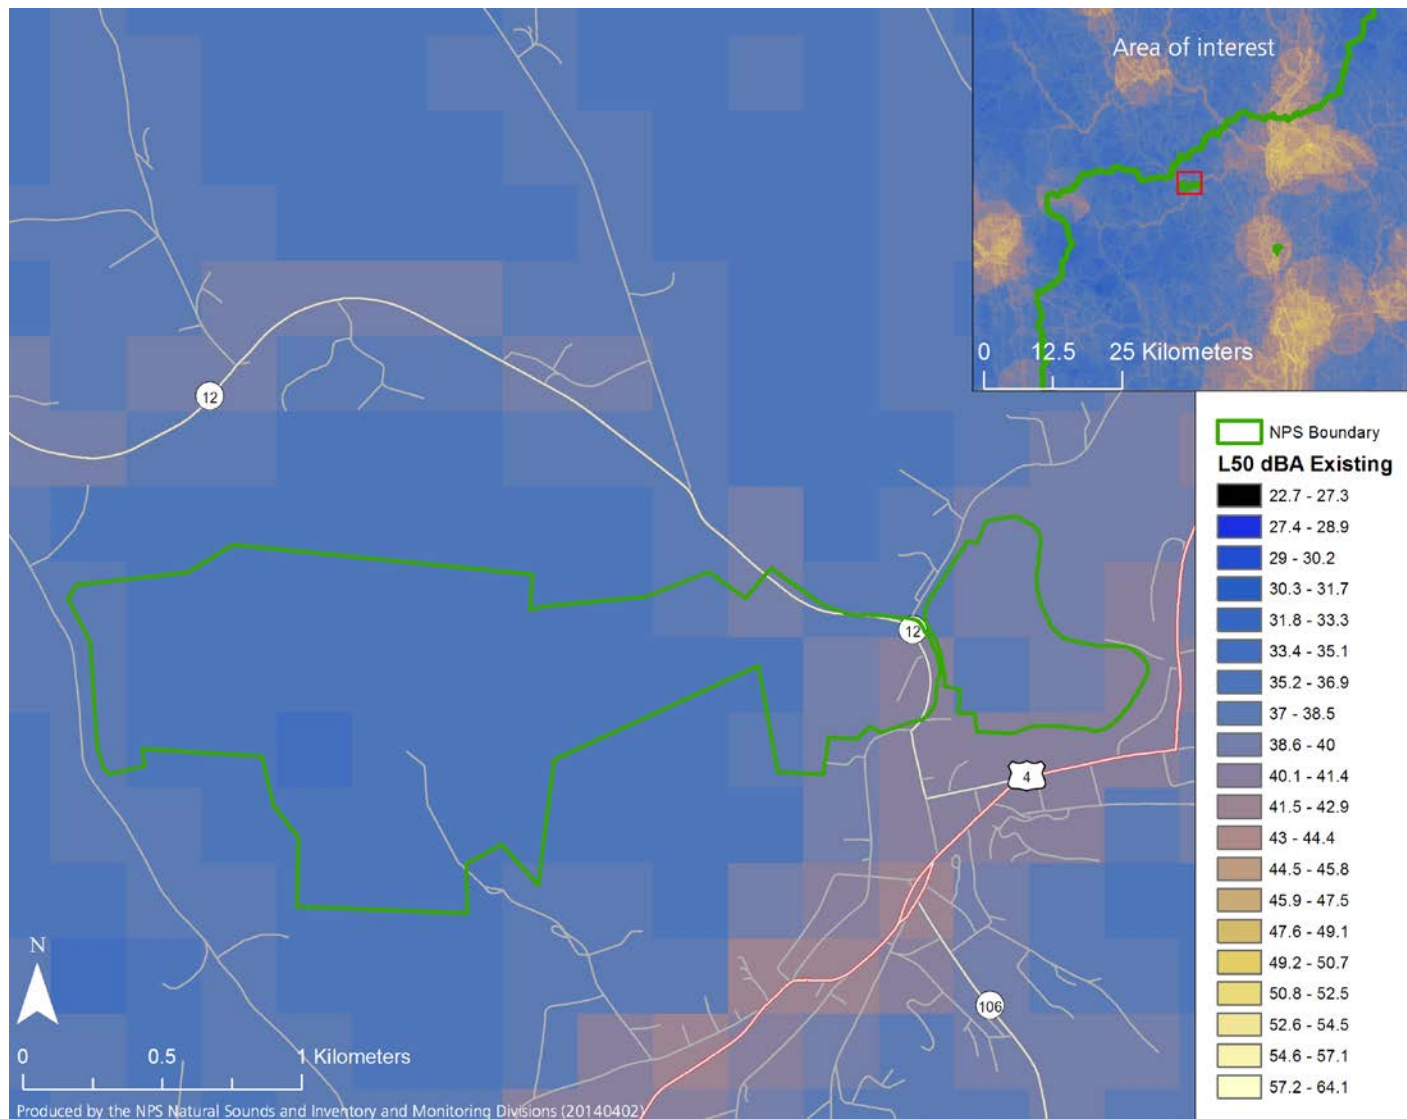 Area of interest
0 12.5 25 Kilometers
12
12
4
106
NPS Boundary
L50 dBA Existing
22.7 - 27.3
27.4 - 28.9
29 - 30.2
30.3 - 31.7
31.8 - 33.3
33.4 - 35.1
35.2 - 36.9
37 - 38.5
38.6 - 40
40.1 - 41.4
41.5 - 42.9
43 - 44.4
44.5 - 45.8
45.9 - 47.5
47.6 - 49.1
49.2 - 50.7
50.8 - 52.5
52.6 - 54.5
54.6 - 57.1
57.2 - 64.1
N
0 0.5 1 Kilometers
Produced by the NPS Natural Sounds and Inventory and Monitoring Divisions (20140402)